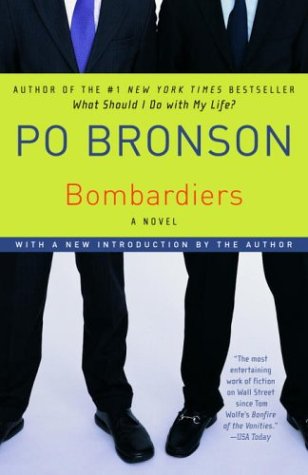 AUTHOR OF THE #1 NEW YORK TIMES BESTSELLER
What Should I Do with My Life?
PO BRONSON
Bombardiers
A NOVEL
WITH A NEW INTRODUCTION BY THE AUTHOR
"The most
entertaining
work of fiction
on Wall Street
since Tom
Wolfe's Bonfire
of the Vanities."
—USA Today